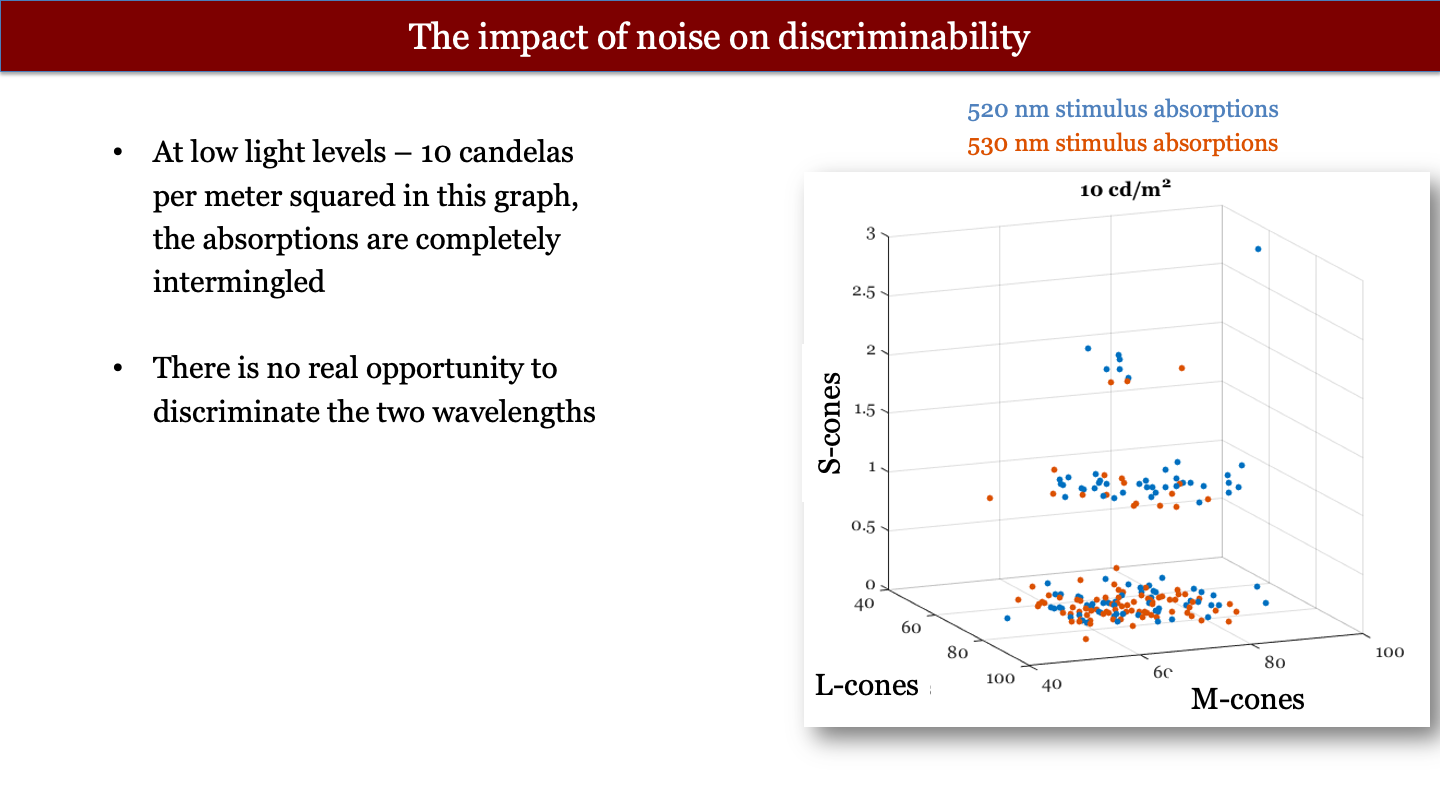 The impact of noise on discriminability
• At low light levels – 10 candelas
per meter squared in this graph,
the absorptions are completely
intermingled
• There is no real opportunity to
discriminate the two wavelengths
520 nm stimulus absorptions
530 nm stimulus absorptions
10 cd/m²
S-cones
3
2.5
2
1.5
1
0.5
0
40
60
80
100
L-cones
40
80
100
M-cones